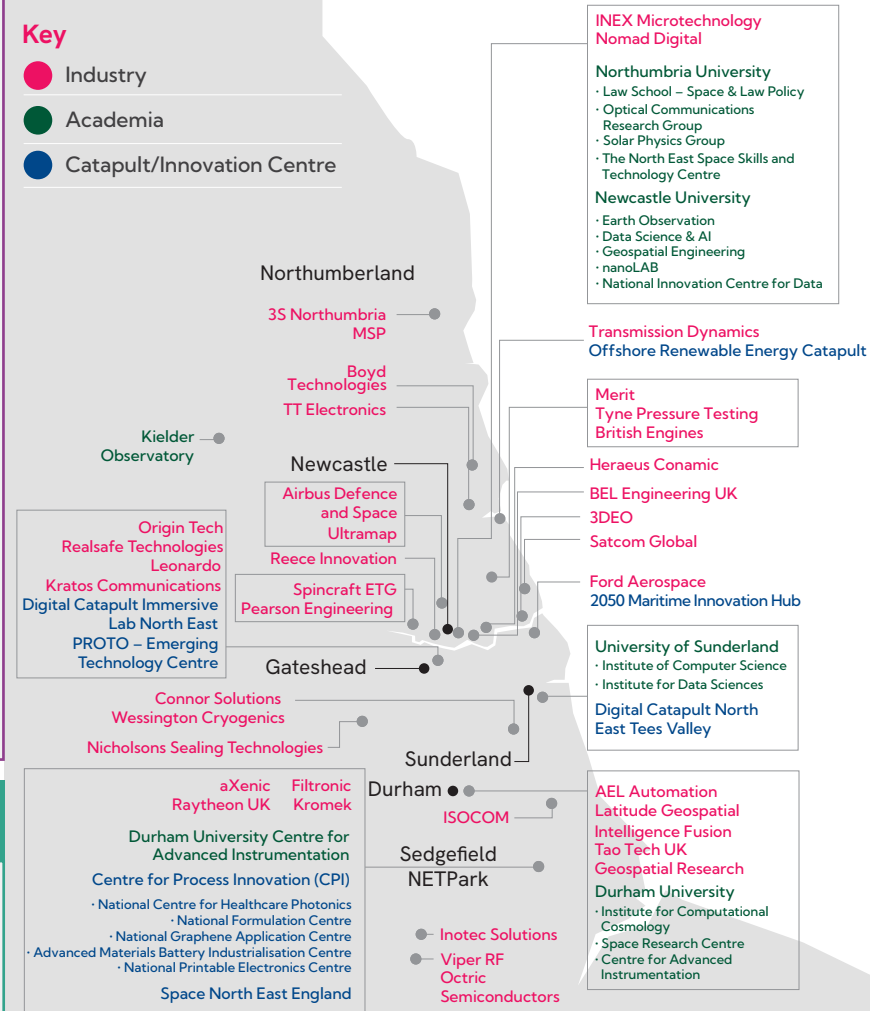 Key
Industry
Academia
Catapult/Innovation Centre
INEX Microtechnology
Nomad Digital
Northumbria University
· Law School – Space & Law Policy
· Optical Communications
Research Group
· Solar Physics Group
· The North East Space Skills and
Technology Centre
Newcastle University
· Earth Observation
· Data Science & AI
· Geospatial Engineering
· nanoLAB
· National Innovation Centre for Data
Northumberland
3S Northumbria
MSP
Boyd
Technologies
TT Electronics
Kielder
Observatory
Newcastle
Airbus Defence
and Space
Ultramap
Reece Innovation
Spincraft ETG
Pearson Engineering
Transmission Dynamics
Offshore Renewable Energy Catapult
Merit
Tyne Pressure Testing
British Engines
Heraeus Conamic
BEL Engineering UK
3DEO
Satcom Global
Ford Aerospace
2050 Maritime Innovation Hub
Origin Tech
Realsafe Technologies
Leonardo
Kratos Communications
Digital Catapult Immersive
Lab North East
PROTO – Emerging
Technology Centre
Gateshead
University of Sunderland
· Institute of Computer Science
· Institute for Data Sciences
Digital Catapult North
East Tees Valley
Connor Solutions
Wessington Cryogenics
Nicholsons Sealing Technologies
Sunderland
Durham
ISOCOM
Sedgefield
NETPark
aXenic Filtronic
Raytheon UK Kromek
Durham University Centre for
Advanced Instrumentation
Centre for Process Innovation (CPI)
· National Centre for Healthcare Photonics
· National Formulation Centre
· National Graphene Application Centre
· Advanced Materials Battery Industrialisation Centre
· National Printable Electronics Centre
Space North East England
Inotec Solutions
Viper RF
Octric
Semiconductors
AEL Automation
Latitude Geospatial
Intelligence Fusion
Tao Tech UK
Geospatial Research
Durham University
· Institute for Computational
Cosmology
· Space Research Centre
· Centre for Advanced
Instrumentation